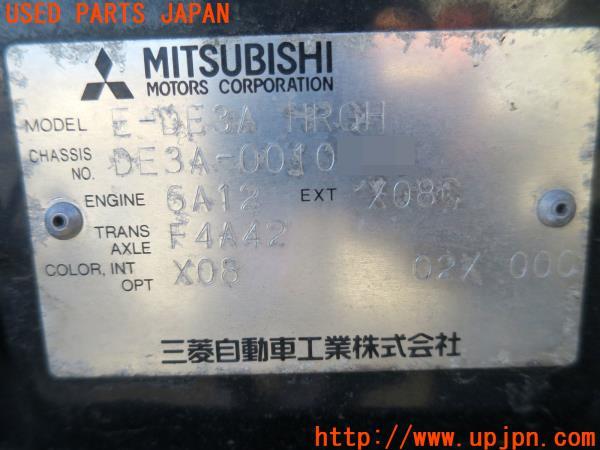 USED PARTS JAPAN
MITSUBISHI
MOTORS CORPORATION
MODEL E-DE3A HRGH
CHASSIS NO. DE3A-0010
ENGINE 6A12 EXT X08G
TRANS AXLE F4A42
COLOR, INT OPT X08 02X 00C
三菱自動車工業株式会社
http://www.upjpn.com/